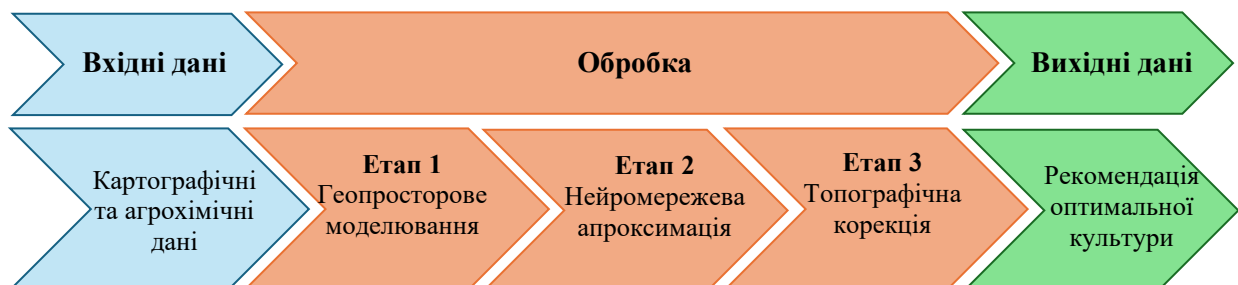 Вхідні дані
Обробка
Вихідні дані
Картографічні
та агрохімічні
дані
Етап 1
Геопросторове
моделювання
Етап 2
Нейромережева
апроксимація
Етап 3
Топографічна
корекція
Рекомендація
оптимальної
культури